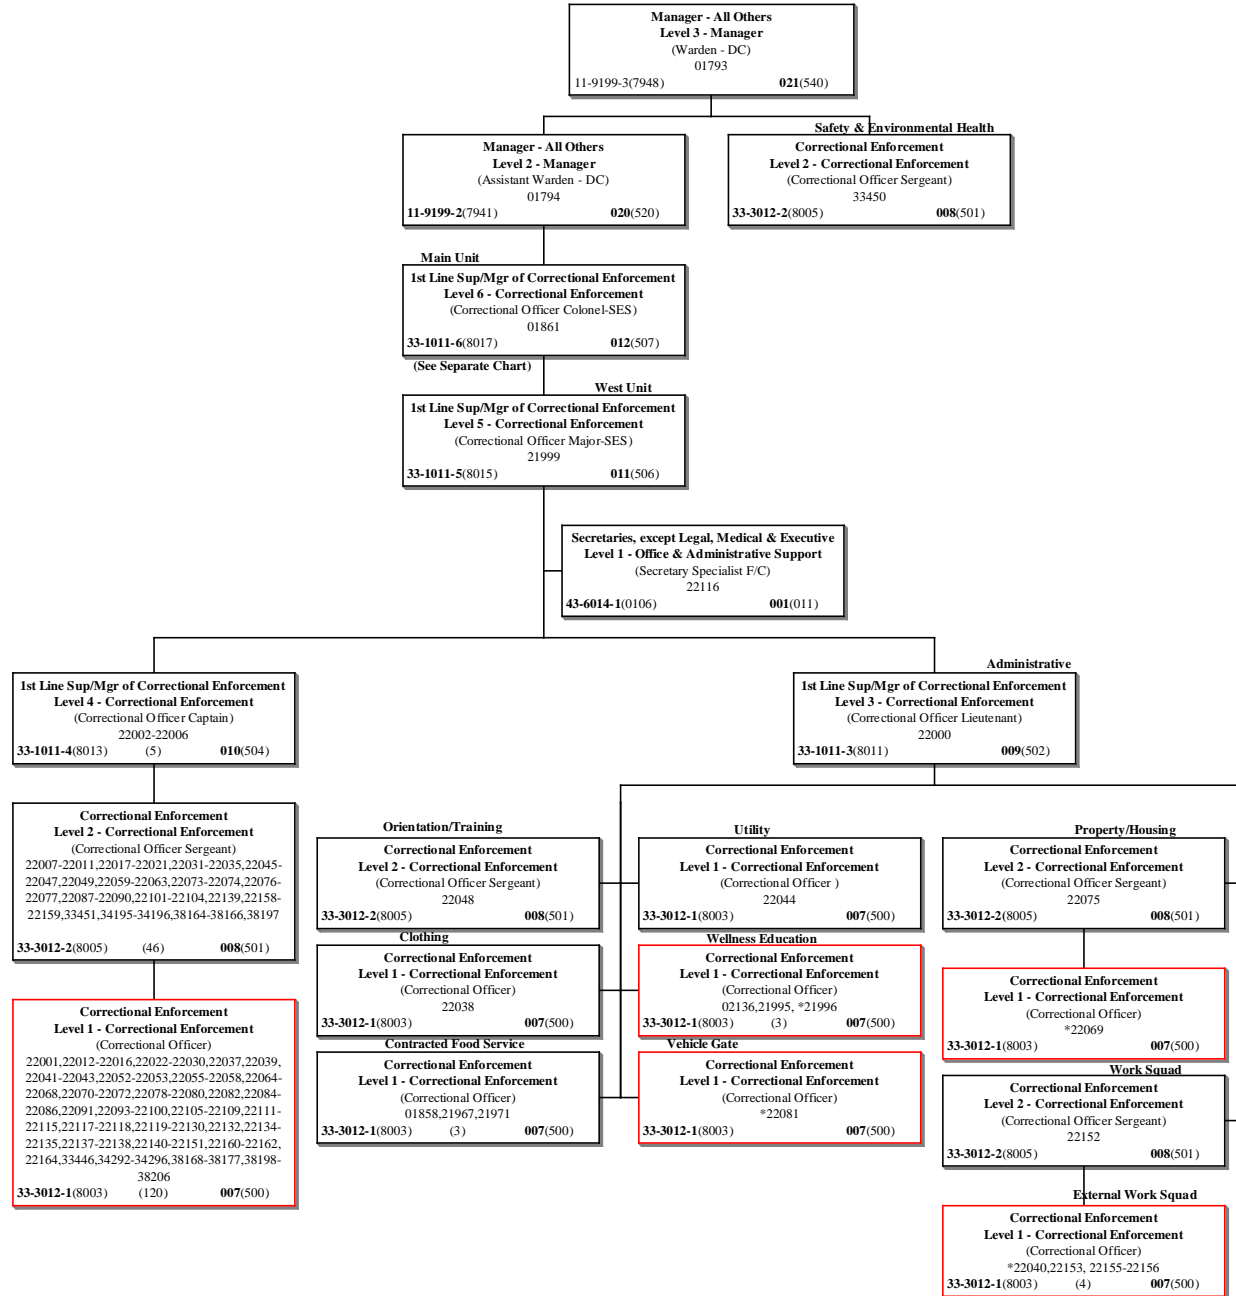 Manager - All Others
Level 3 - Manager
(Warden - DC)
01793
11-9199-3(7948) 021(540)
Manager - All Others
Level 2 - Manager
(Assistant Warden - DC)
01794
11-9199-2(7941) 020(520)
Safety & Environmental Health
Correctional Enforcement
Level 2 - Correctional Enforcement
(Correctional Officer Sergeant)
33450
33-3012-2(8005) 008(501)
Main Unit
1st Line Sup/Mgr of Correctional Enforcement
Level 6 - Correctional Enforcement
(Correctional Officer Colonel-SES)
01861
33-1011-6(8017) 012(507)
(See Separate Chart)
West Unit
1st Line Sup/Mgr of Correctional Enforcement
Level 5 - Correctional Enforcement
(Correctional Officer Major-SES)
21999
33-1011-5(8015) 011(506)
Secretaries, except Legal, Medical & Executive
Level 1 - Office & Administrative Support
(Secretary Specialist F/C)
22116
43-6014-1(0106) 001(011)
1st Line Sup/Mgr of Correctional Enforcement
Level 4 - Correctional Enforcement
(Correctional Officer Captain)
22002-22006
33-1011-4(8013) (5) 010(504)
Administrative
1st Line Sup/Mgr of Correctional Enforcement
Level 3 - Correctional Enforcement
(Correctional Officer Lieutenant)
22000
33-1011-3(8011) 009(502)
Correctional Enforcement
Level 2 - Correctional Enforcement
(Correctional Officer Sergeant)
22007-22011,22017-22021,22031-22035,22045-
22047,22049,22059-22063,22073-22074,22076-
22077,22087-22090,22101-22104,22139,22158-
22159,33451,34195-34196,38164-38166,38197
33-3012-2(8005) (46) 008(501)
Correctional Enforcement
Level 1 - Correctional Enforcement
(Correctional Officer)
22001,22012-22016,22022-22030,22037,22039,
22041-22043,22052-22053,22055-22058,22064-
22068,22070-22072,22078-22080,22082,22084-
22086,22091,22093-22100,22105-22109,22111-
22115,22117-22118,22119-22130,22132,22134-
22135,22137-22138,22140-22151,22160-22162,
22164,33446,34292-34296,38168-38177,38198-
38206
33-3012-1(8003) (120) 007(500)
Orientation/Training
Correctional Enforcement
Level 2 - Correctional Enforcement
(Correctional Officer Sergeant)
22048
33-3012-2(8005) 008(501)
Clothing
Correctional Enforcement
Level 1 - Correctional Enforcement
(Correctional Officer)
22038
33-3012-1(8003) 007(500)
Contracted Food Service
Correctional Enforcement
Level 1 - Correctional Enforcement
(Correctional Officer)
01858,21967,21971
33-3012-1(8003) (3) 007(500)
Utility
Correctional Enforcement
Level 1 - Correctional Enforcement
(Correctional Officer )
22044
33-3012-1(8003) 007(500)
Wellness Education
Correctional Enforcement
Level 1 - Correctional Enforcement
(Correctional Officer)
02136,21995, *21996
33-3012-1(8003) (3) 007(500)
Vehicle Gate
Correctional Enforcement
Level 1 - Correctional Enforcement
(Correctional Officer)
*22081
33-3012-1(8003) 007(500)
Property/Housing
Correctional Enforcement
Level 2 - Correctional Enforcement
(Correctional Officer Sergeant)
22075
33-3012-2(8005) 008(501)
Correctional Enforcement
Level 1 - Correctional Enforcement
(Correctional Officer)
*22069
33-3012-1(8003) 007(500)
Work Squad
Correctional Enforcement
Level 2 - Correctional Enforcement
(Correctional Officer Sergeant)
22152
33-3012-2(8005) 008(501)
External Work Squad
Correctional Enforcement
Level 1 - Correctional Enforcement
(Correctional Officer)
*22040,22153, 22155-22156
33-3012-1(8003) (4) 007(500)